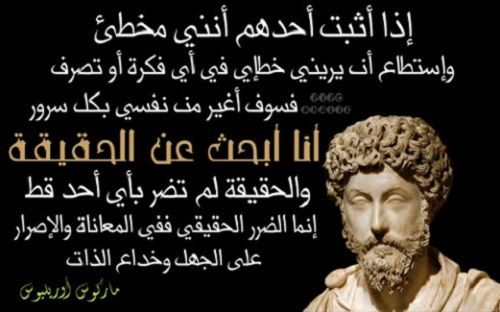 إذا أثبت أحدهم أنني مخطئ
وإستطاع أن يريني خطإي في أي فكرة أو تصرف
فسوف أغير من نفسي بكل سرور
أنا أبحث عن الحقيقة
والحقيقة لم تضر بأي أحد قط
إنما الضرر الحقيقي ففي المعاناة والإصرار
على الجهل وخداع الذات
ماركوس أوريليوس